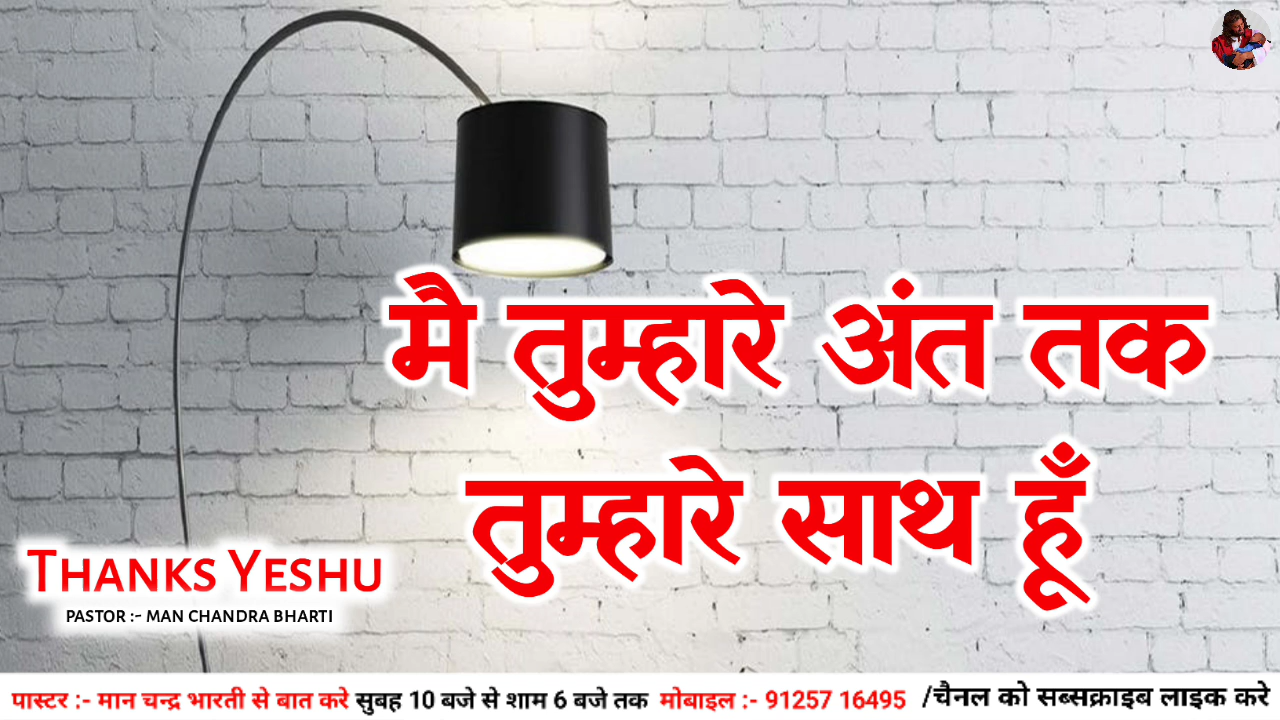 मै तुम्हारे अंत तक
तुम्हारे साथ हूँ
Thanks Yeshu
PASTOR :- MAN CHANDRA BHARTI
पास्टर :- मान चन्द्र भारती से बात करे सुबह 10 बजे से शाम 6 बजे तक मोबाइल :- 91257 16495 /चैनल को सब्सक्राइब लाइक करे